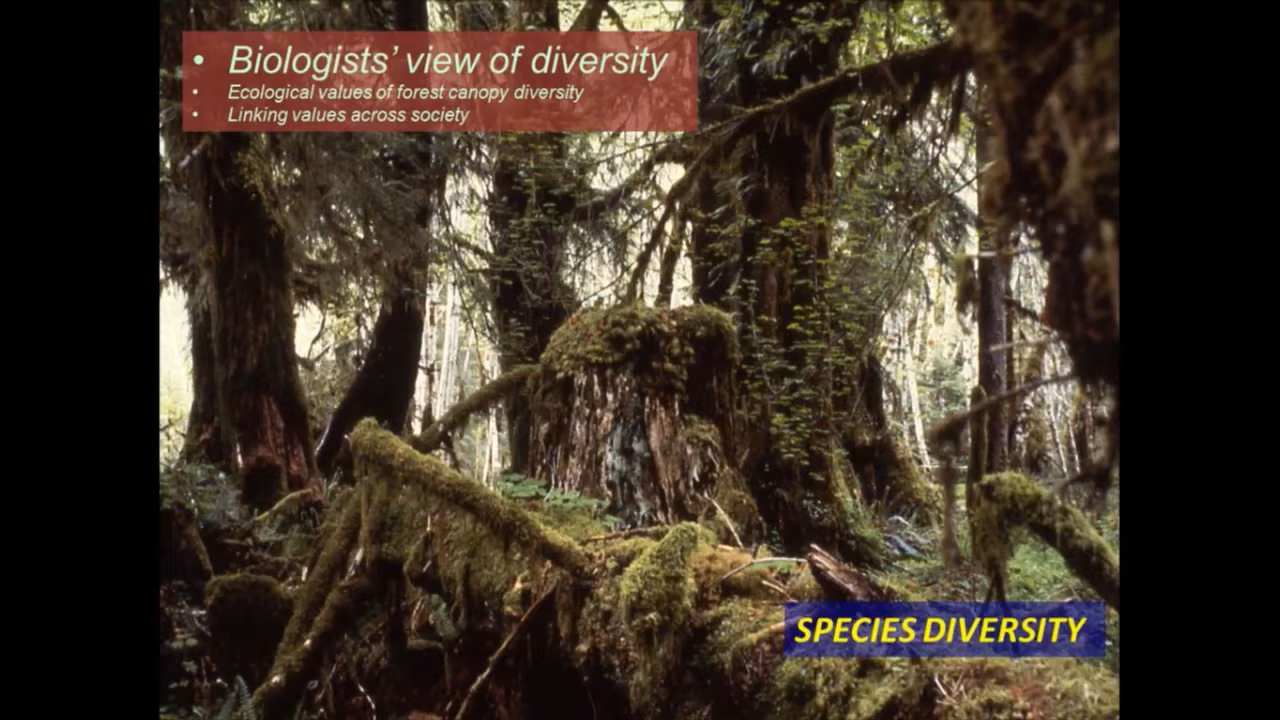 • Biologists’ view of diversity
• Ecological values of forest canopy diversity
• Linking values across society
SPECIES DIVERSITY